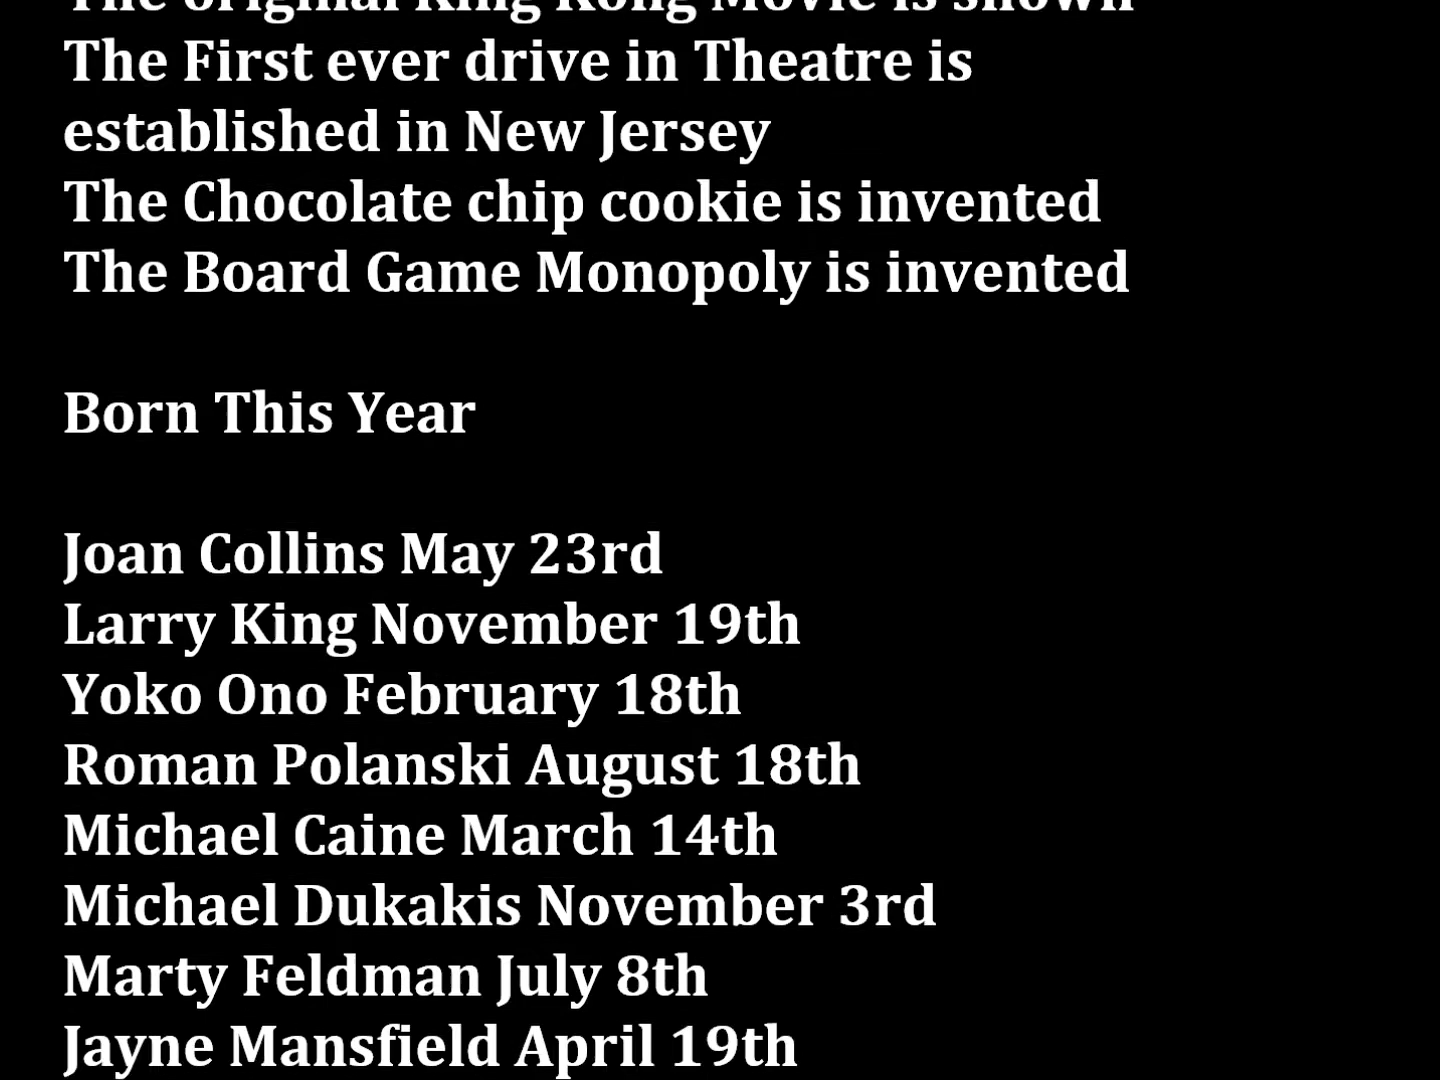 The original King Kong Movie is shown
The First ever drive in Theatre is
established in New Jersey
The Chocolate chip cookie is invented
The Board Game Monopoly is invented
Born This Year
Joan Collins May 23rd
Larry King November 19th
Yoko Ono February 18th
Roman Polanski August 18th
Michael Caine March 14th
Michael Dukakis November 3rd
Marty Feldman July 8th
Jayne Mansfield April 19th